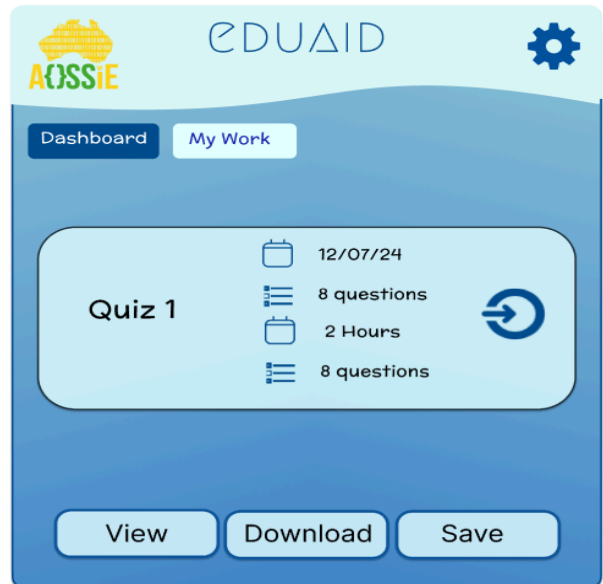 AOSSiE
EDUAID
Dashboard
My Work
Quiz 1
12/07/24
8 questions
2 Hours
8 questions
View
Download
Save